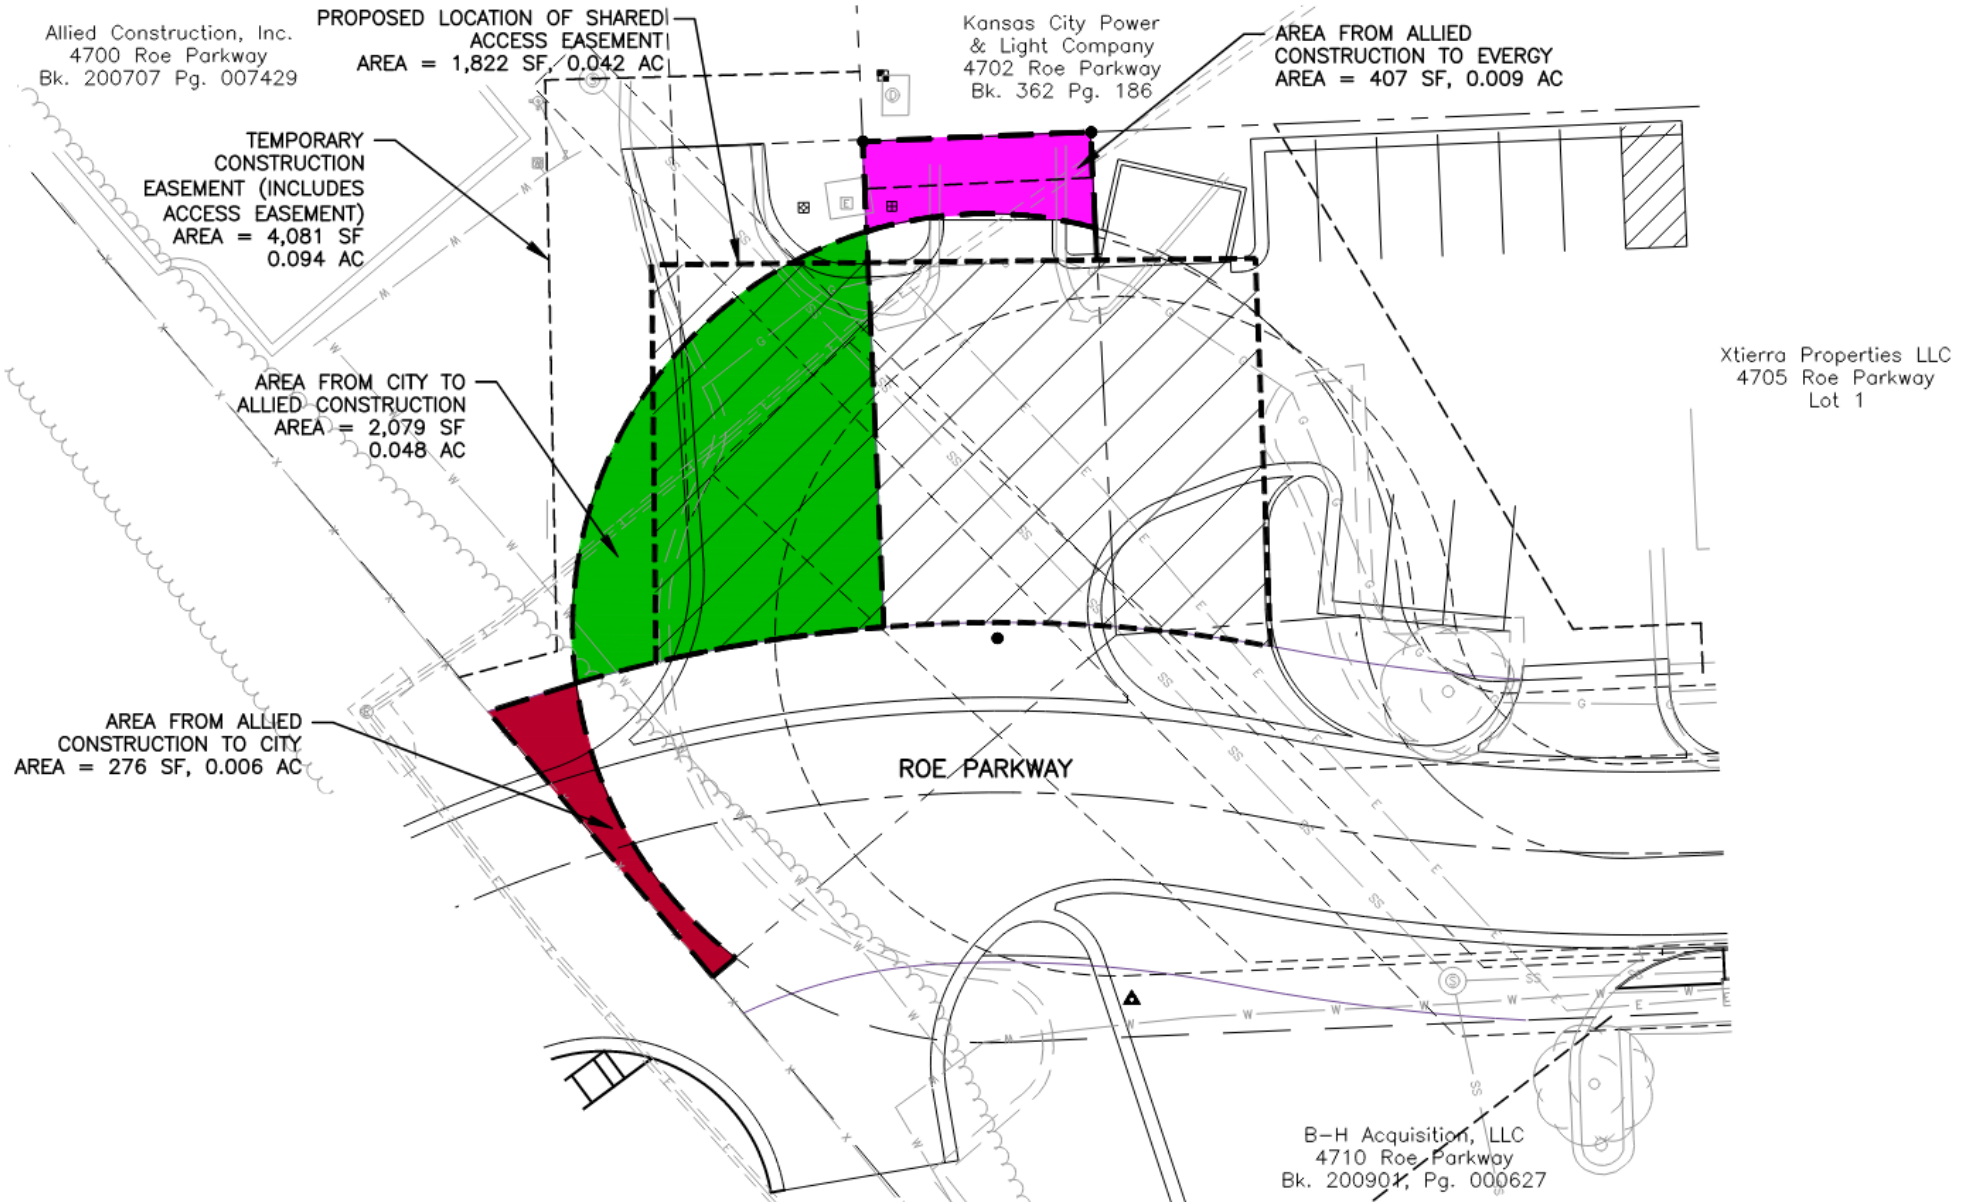 Allied Construction, Inc.
4700 Roe Parkway
Bk. 200707 Pg. 007429
PROPOSED LOCATION OF SHARED
ACCESS EASEMENT
AREA = 1,822 SF, 0.042 AC
Kansas City Power
& Light Company
4702 Roe Parkway
Bk. 362 Pg. 186
AREA FROM ALLIED
CONSTRUCTION TO EVERGY
AREA = 407 SF, 0.009 AC
TEMPORARY
CONSTRUCTION
EASEMENT (INCLUDES
ACCESS EASEMENT)
AREA = 4,081 SF
0.094 AC
Xtierra Properties LLC
4705 Roe Parkway
Lot 1
AREA FROM CITY TO
ALLIED CONSTRUCTION
AREA = 2,079 SF
0.048 AC
AREA FROM ALLIED
CONSTRUCTION TO CITY
AREA = 276 SF, 0.006 AC
ROE PARKWAY
B-H Acquisition, LLC
4710 Roe Parkway
Bk. 200901, Pg. 000627